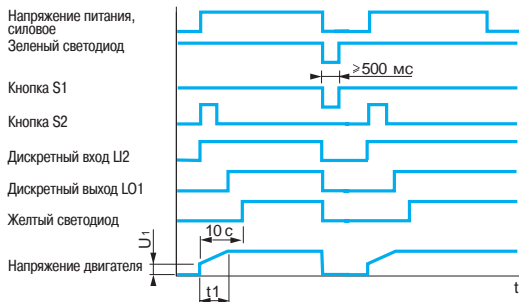 Напряжение питания,
силовое
Зеленый светодиод
≥500 мс
Кнопка S1
Кнопка S2
Дискретный вход LI2
Дискретный выход LO1
Желтый светодиод
10 с
U1
Напряжение двигателя
t1
t